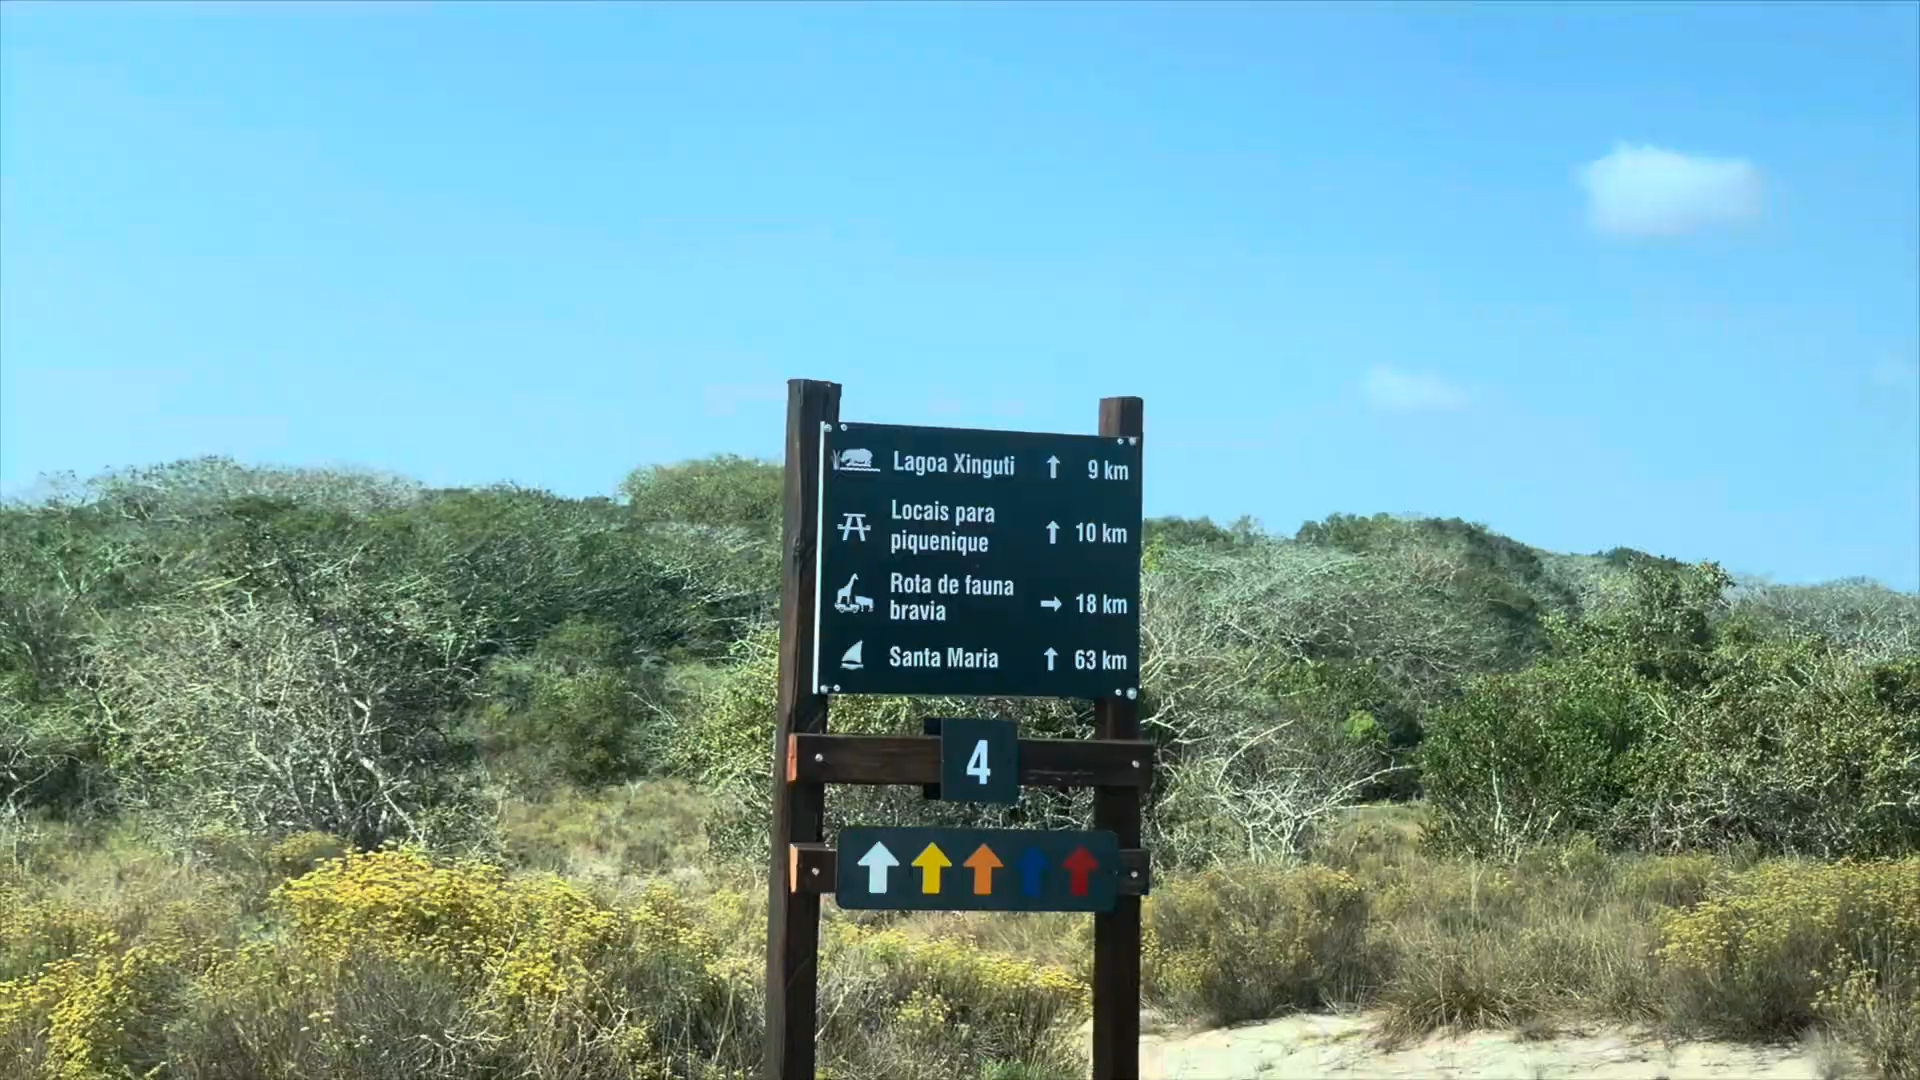 Lagoa Xinguti ↑ 9 km
Locais para
piquenique ↑ 10 km
Rota de fauna
bravia → 18 km
Santa Maria ↑ 63 km
4